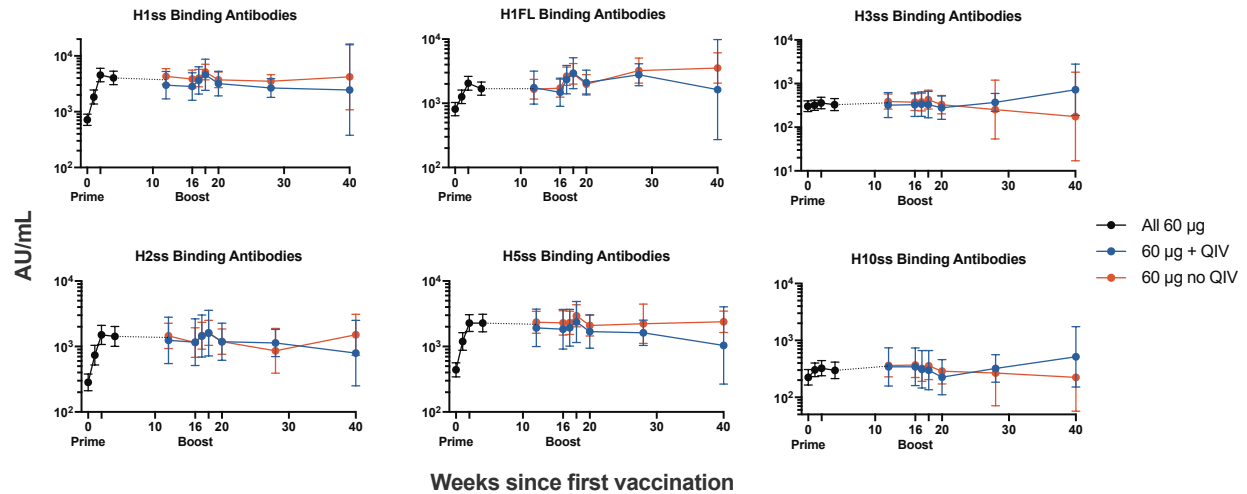 H1ss Binding Antibodies
10⁴
10³
10²
0 10 16 20 30 40
Prime Boost
H1FL Binding Antibodies
10⁴
10³
10²
0 10 16 20 30 40
Prime Boost
H3ss Binding Antibodies
10⁴
10³
10²
10¹
0 10 16 20 30 40
Prime Boost
AU/mL
H2ss Binding Antibodies
10⁴
10³
10²
0 10 16 20 30 40
Prime Boost
H5ss Binding Antibodies
10⁴
10³
10²
0 10 16 20 30 40
Prime Boost
H10ss Binding Antibodies
10⁴
10³
10²
0 10 16 20 30 40
Prime Boost
All 60 µg
60 µg + QIV
60 µg no QIV
Weeks since first vaccination